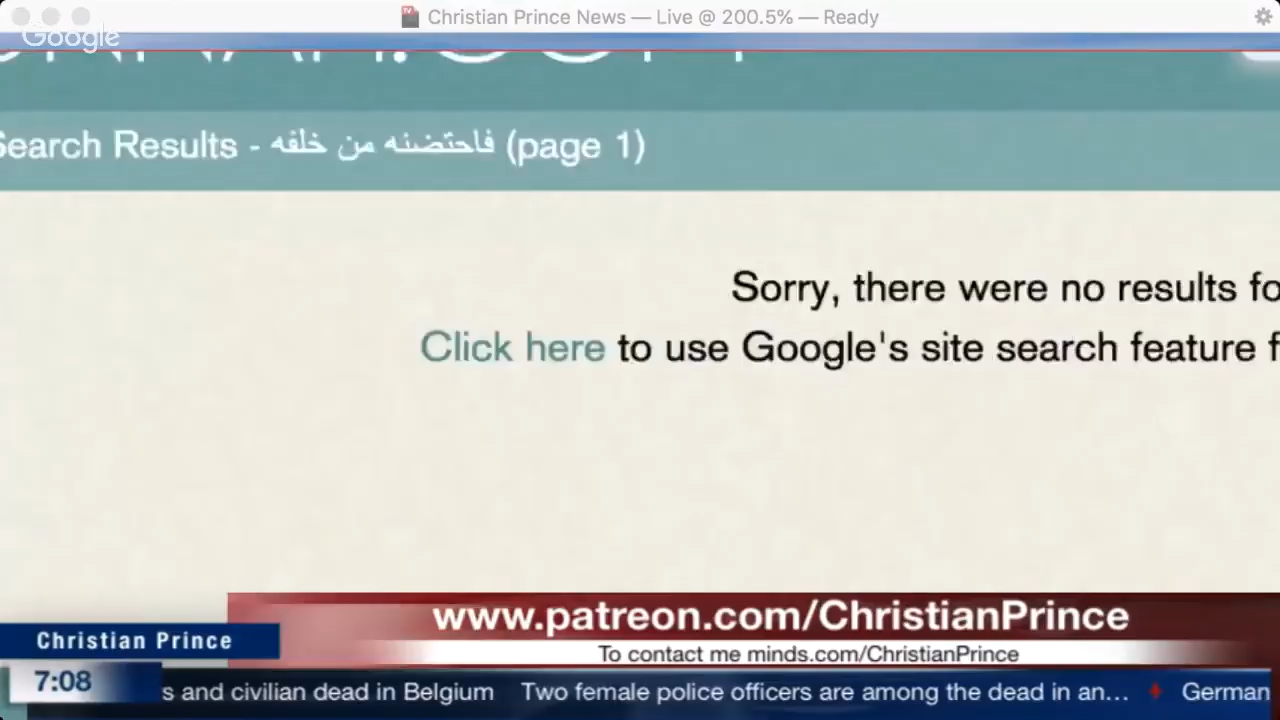 Christian Prince News — Live @ 200.5% — Ready
Google
Search Results - فاحتضنه من خلفه (page 1)
Sorry, there were no results fo
Click here to use Google's site search feature f
www.patreon.com/ChristianPrince
To contact me minds.com/ChristianPrince
Christian Prince
7:08
s and civilian dead in Belgium Two female police officers are among the dead in an... German